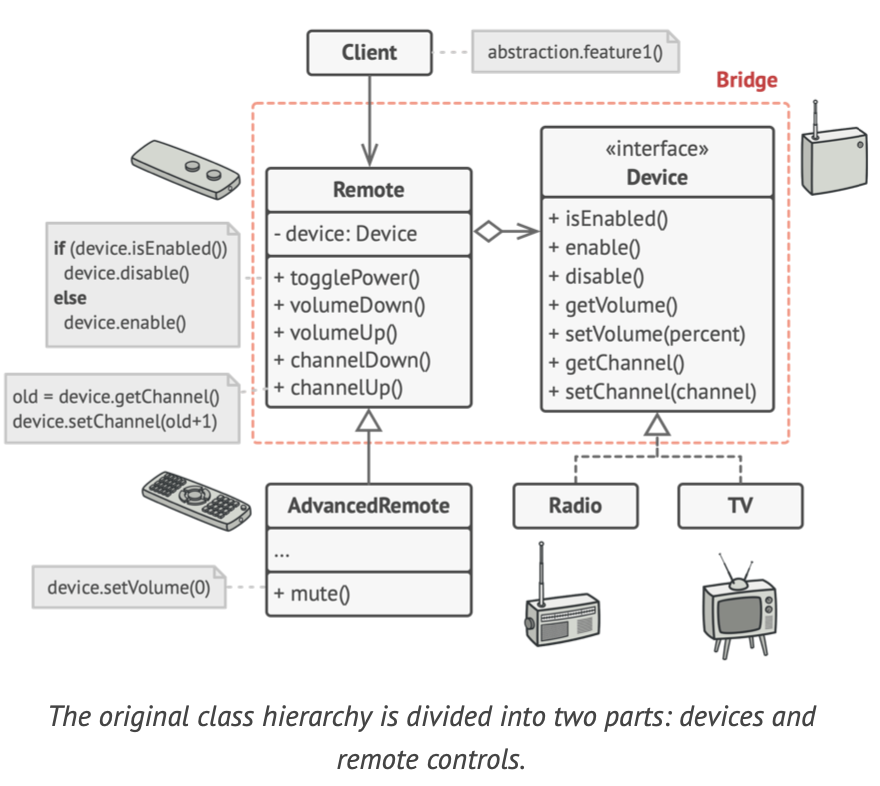 Client
abstraction.feature1()
Bridge
«interface»
Device
+ isEnabled()
+ enable()
+ disable()
+ getVolume()
+ setVolume(percent)
+ getChannel()
+ setChannel(channel)
Remote
- device: Device
+ togglePower()
+ volumeDown()
+ volumeUp()
+ channelDown()
+ channelUp()
if (device.isEnabled())
device.disable()
else
device.enable()
old = device.getChannel()
device.setChannel(old+1)
AdvancedRemote
...
+ mute()
device.setVolume(0)
Radio
TV
The original class hierarchy is divided into two parts: devices and
remote controls.